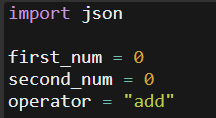 import json
first_num = 0
second_num = 0
operator = "add"